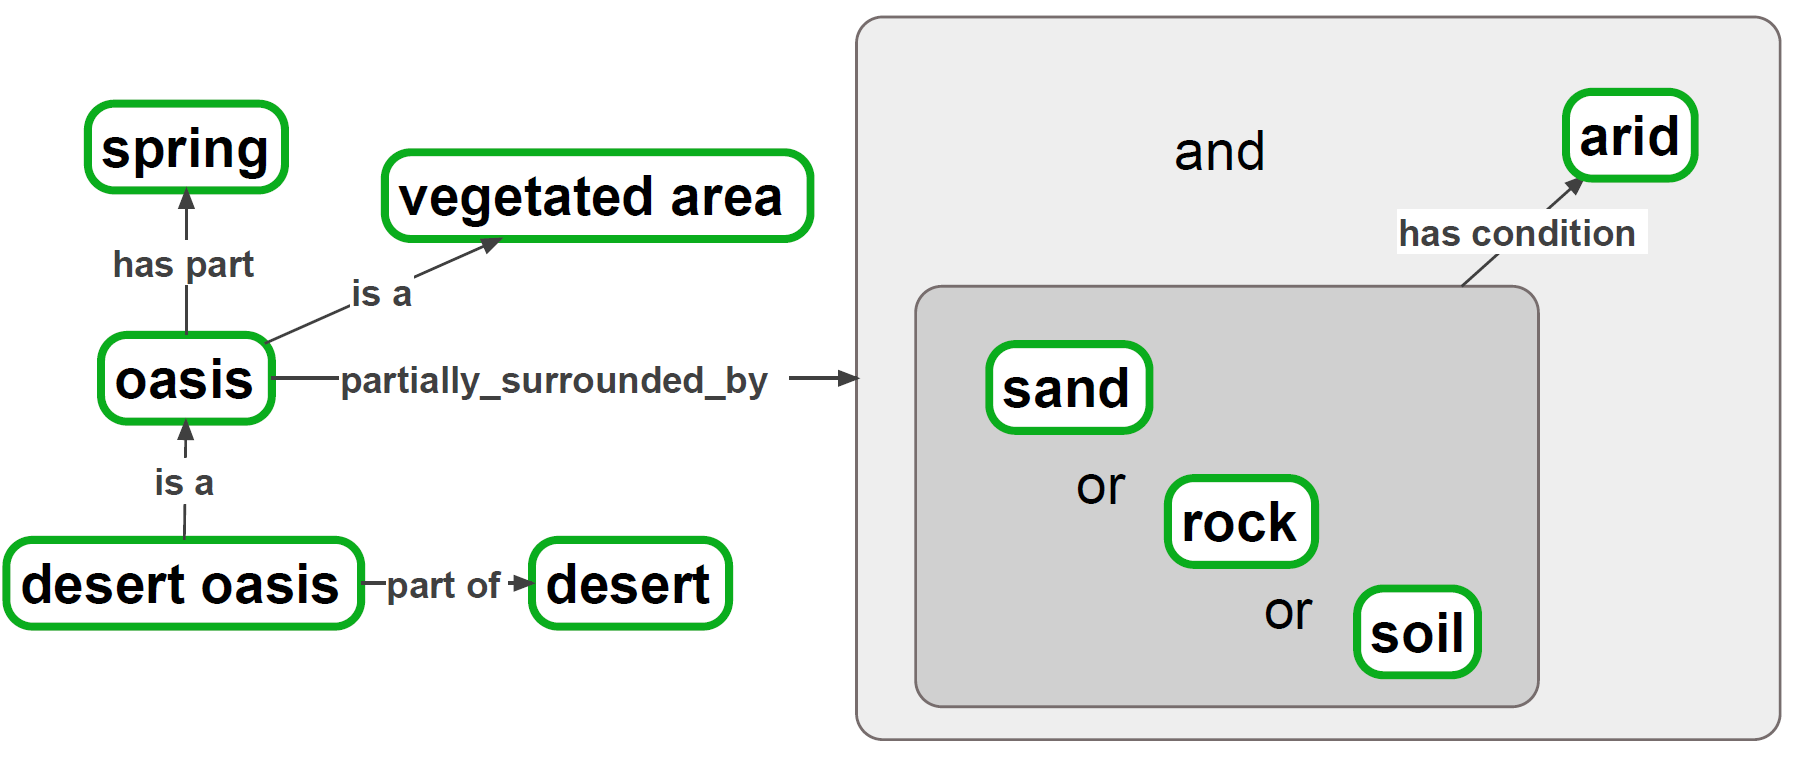 spring
vegetated area
has part
is a
oasis
partially_surrounded_by
is a
desert oasis
part of
desert
and
arid
has condition
sand
or
rock
or
soil